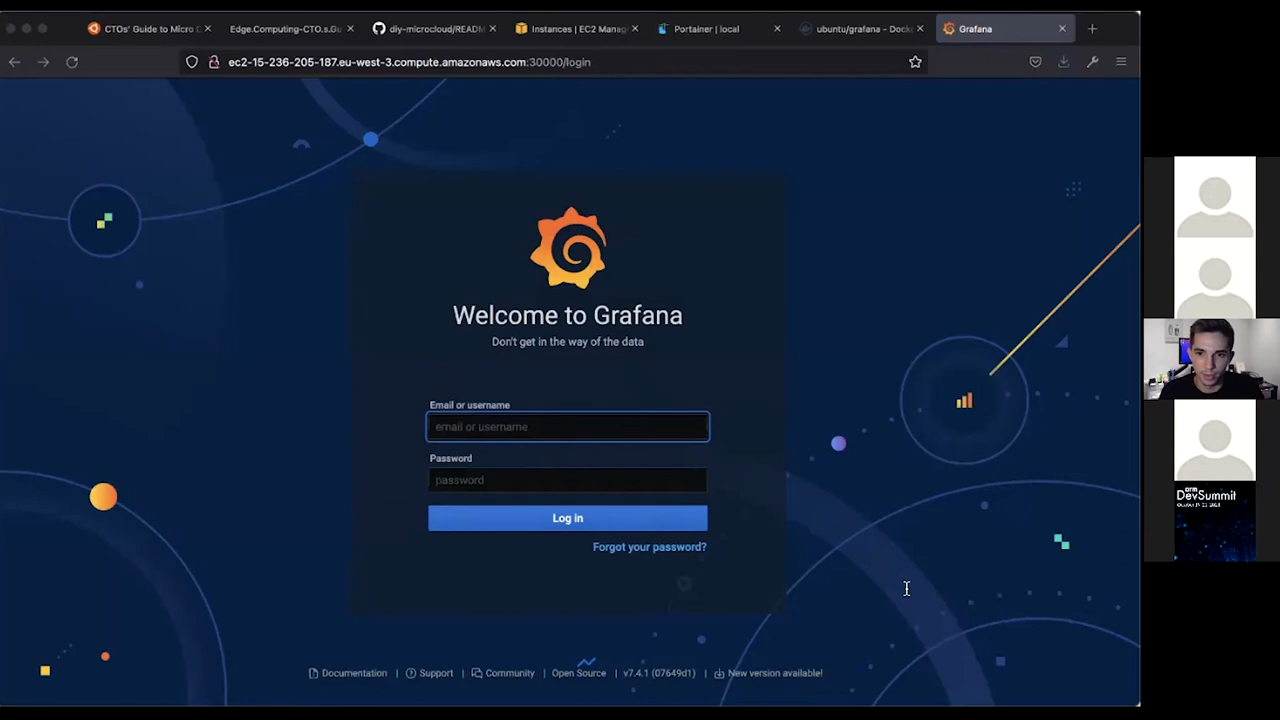 CTOs' Guide to Micro D
Edge.Computing-CTO.s.Gu
diy-microcloud/READM
Instances | EC2 Manag
Portainer | local
ubuntu/grafana - Docke
Grafana
ec2-15-236-205-187.eu-west-3.compute.amazonaws.com:30000/login
Welcome to Grafana
Don't get in the way of the data
Email or username
email or username
Password
password
Log in
Forgot your password?
Documentation | Support | Community | Open Source | v7.4.1 (07649d1) | New version available!
arm
DevSummit